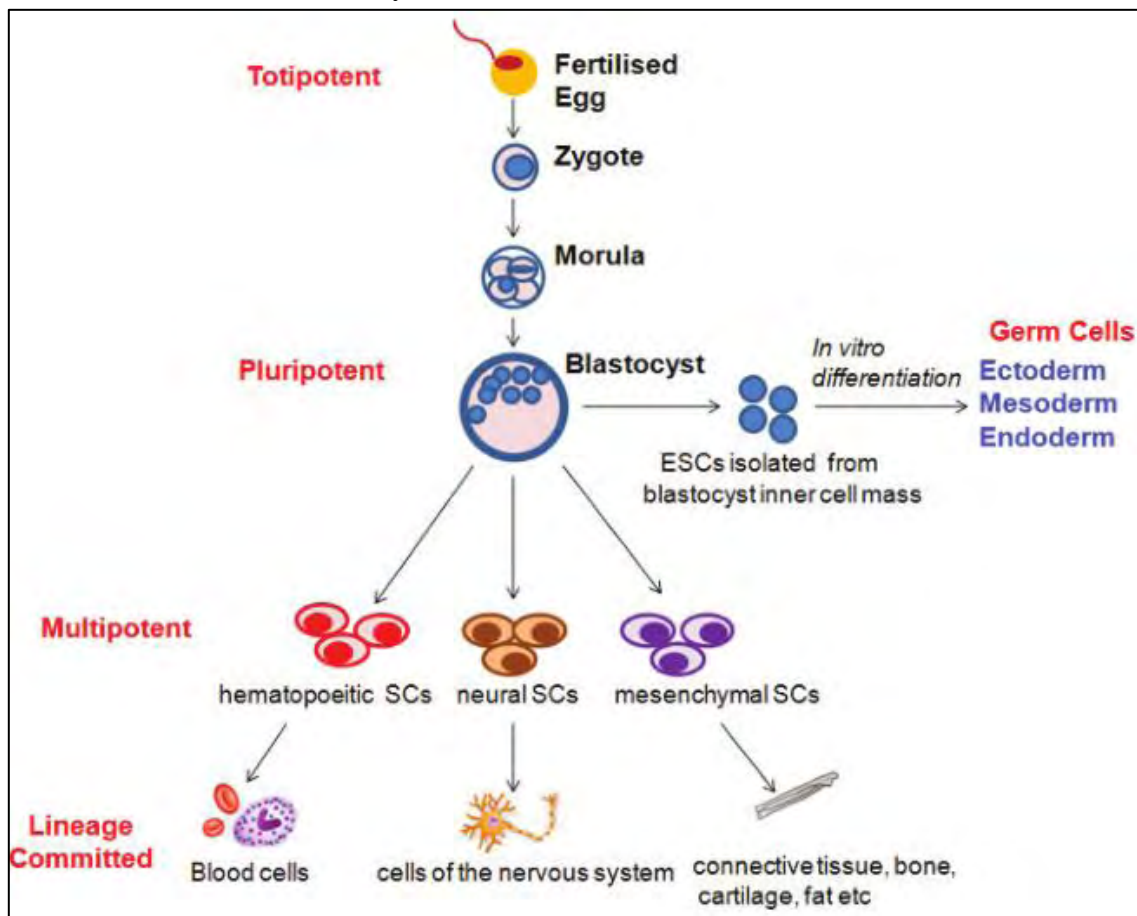 Totipotent
Fertilised
Egg
Zygote
Morula
Pluripotent
Blastocyst
In vitro
differentiation
Germ Cells
Ectoderm
Mesoderm
Endoderm
ESCs isolated from
blastocyst inner cell mass
Multipotent
hematopoeitic SCs
neural SCs
mesenchymal SCs
Lineage
Committed
Blood cells
cells of the nervous system
connective tissue, bone,
cartilage, fat etc